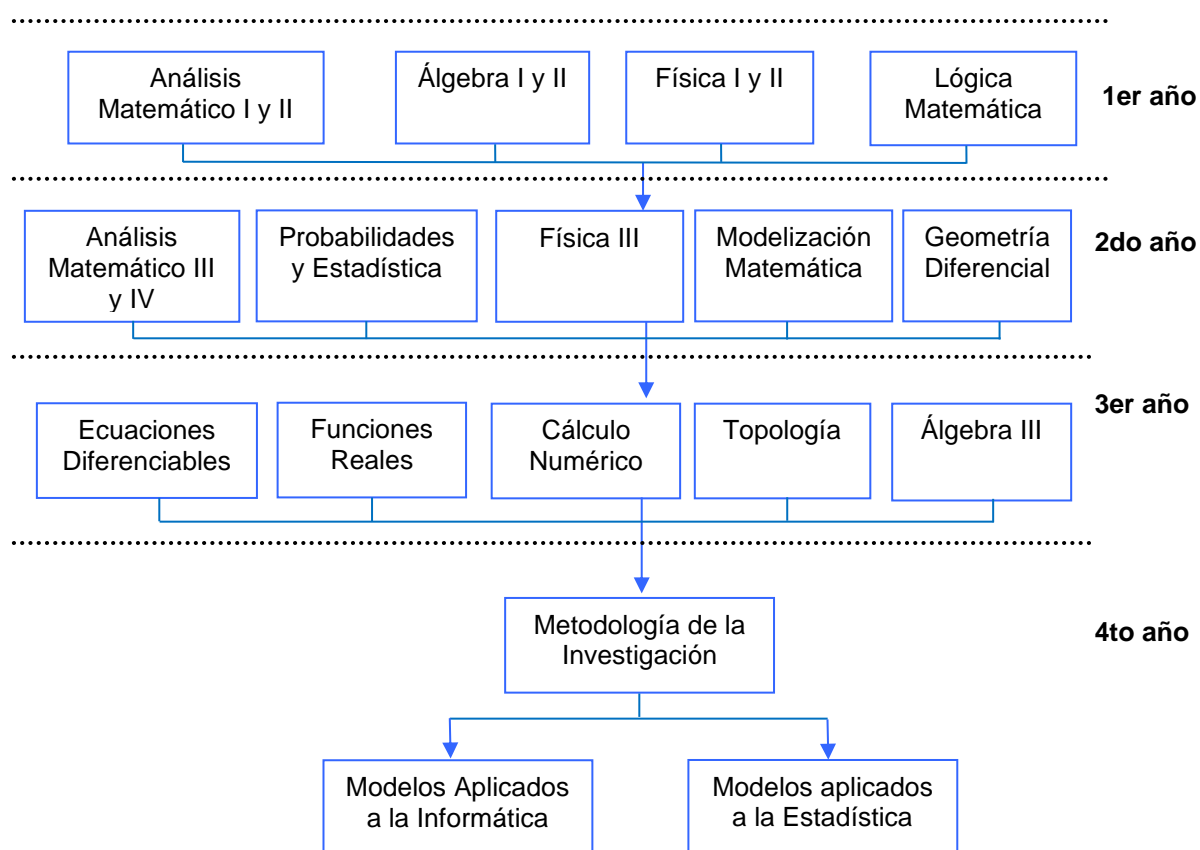 Análisis
Matemático I y II
Álgebra I y II
Física I y II
Lógica
Matemática
1er año
Análisis
Matemático III
y IV
Probabilidades
y Estadística
Física III
Modelización
Matemática
Geometría
Diferencial
2do año
Ecuaciones
Diferenciables
Funciones
Reales
Cálculo
Numérico
Topología
Álgebra III
3er año
Metodología de la
Investigación
4to año
Modelos Aplicados
a la Informática
Modelos aplicados
a la Estadística